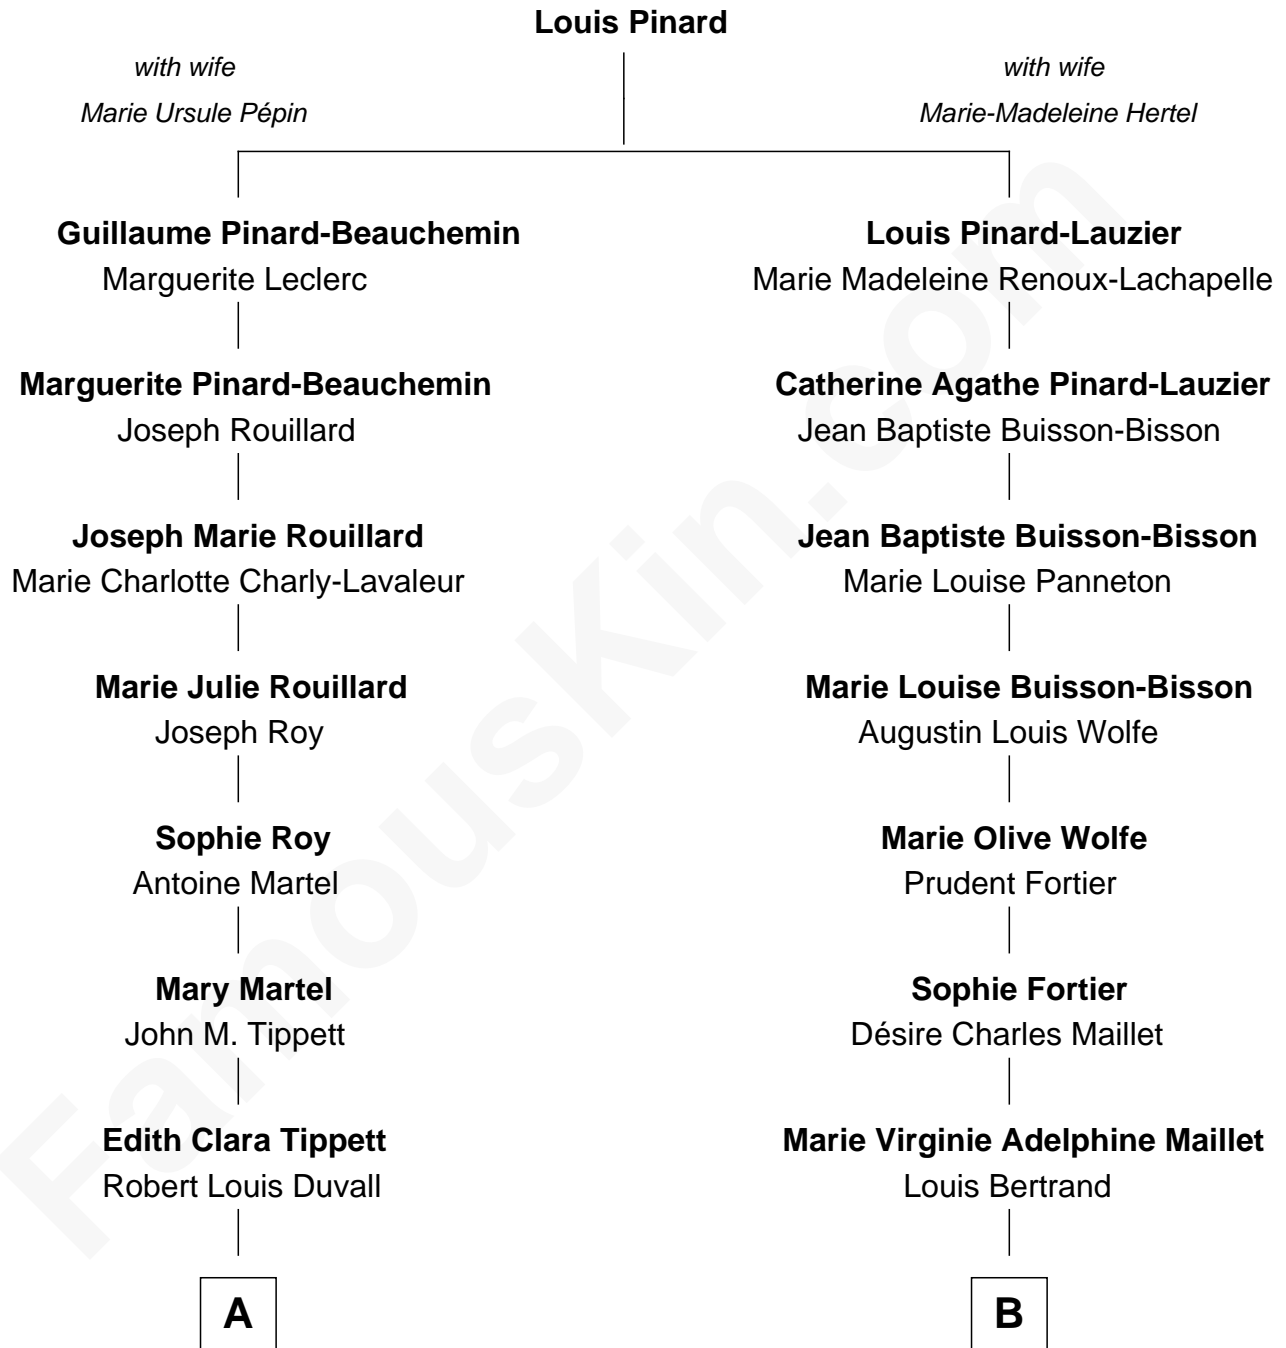 Louis Pinard
with wife
Marie Ursule Pépin
with wife
Marie-Madeleine Hertel
Guillaume Pinard-Beauchemin
Marguerite Leclerc
Louis Pinard-Lauzier
Marie Madeleine Renoux-Lachapelle
Marguerite Pinard-Beauchemin
Joseph Rouillard
Catherine Agathe Pinard-Lauzier
Jean Baptiste Buisson-Bisson
Joseph Marie Rouillard
Marie Charlotte Charly-Lavaleur
Jean Baptiste Buisson-Bisson
Marie Louise Panneton
Marie Julie Rouillard
Joseph Roy
Marie Louise Buisson-Bisson
Augustin Louis Wolfe
Sophie Roy
Antoine Martel
Marie Olive Wolfe
Prudent Fortier
Mary Martel
John M. Tippett
Sophie Fortier
Désire Charles Maillet
Edith Clara Tippett
Robert Louis Duvall
Marie Virginie Adelphine Maillet
Louis Bertrand
A
B
FamousKin.com